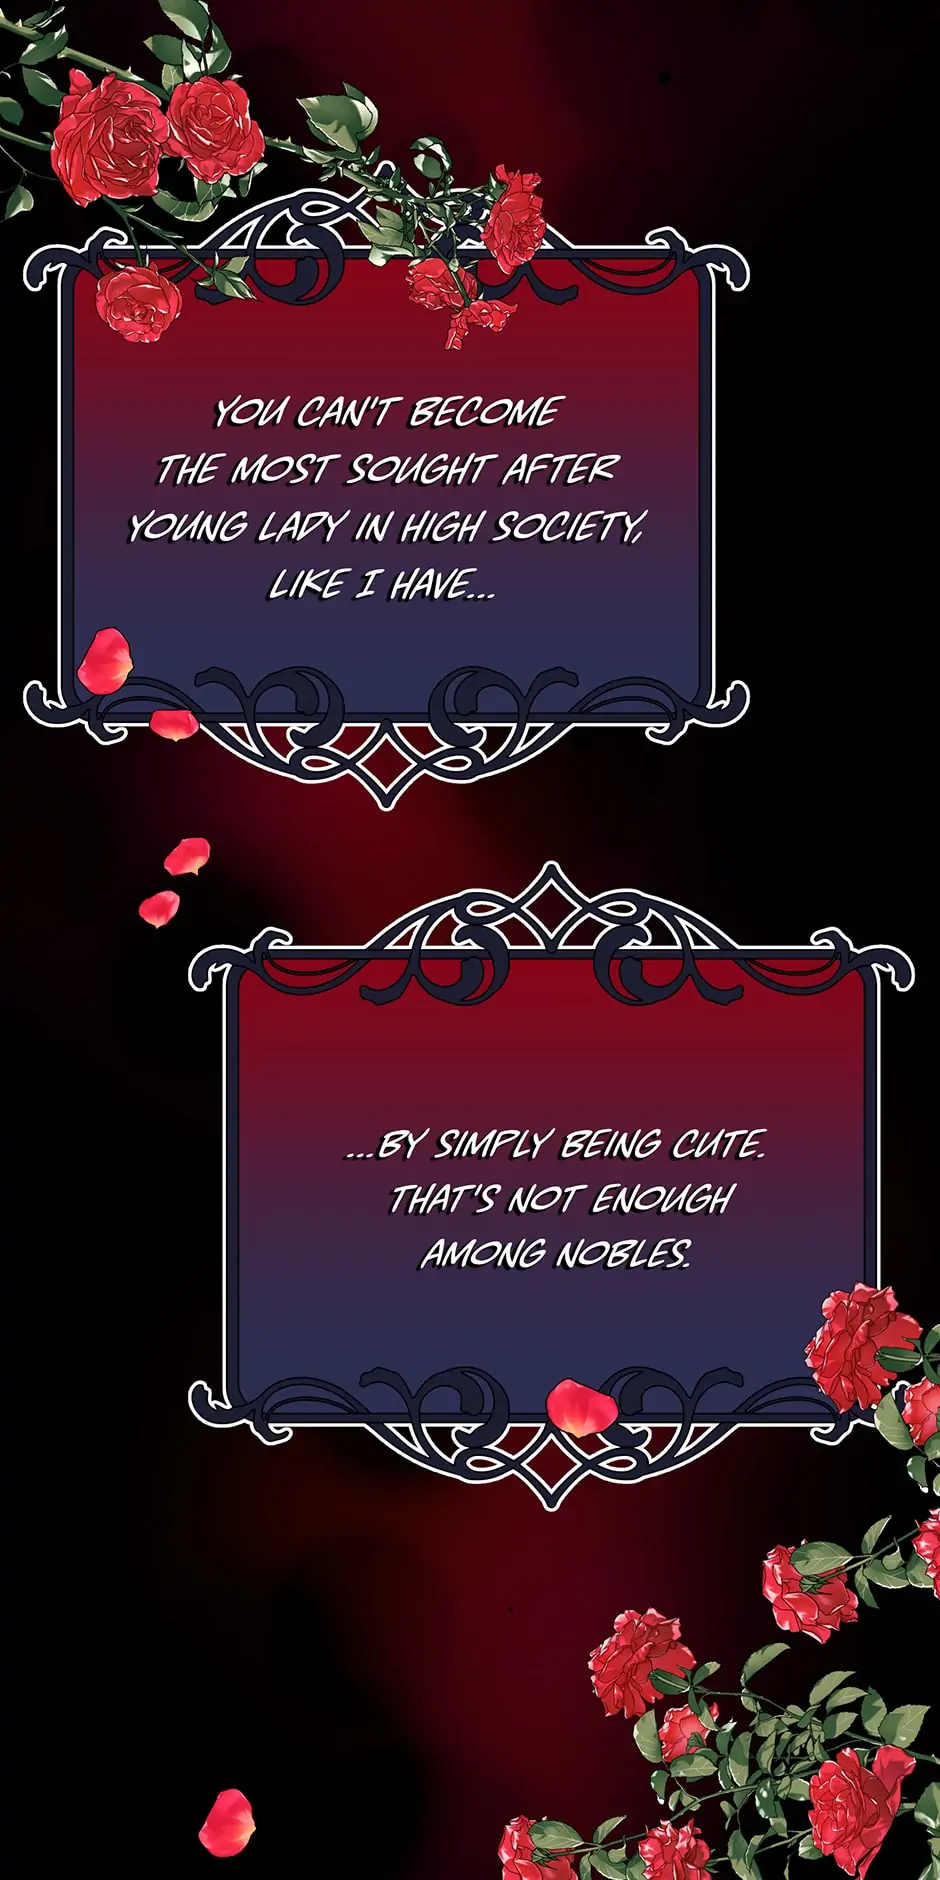 YOU CAN'T BECOME
THE MOST SOUGHT AFTER
YOUNG LADY IN HIGH SOCIETY,
LIKE I HAVE...
...BY SIMPLY BEING CUTE.
THAT'S NOT ENOUGH
AMONG NOBLES.